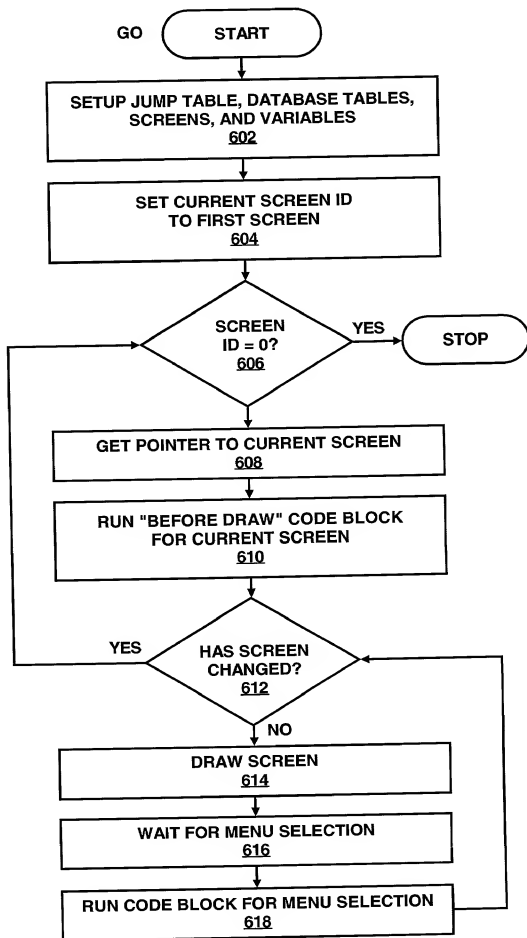 GO
START
SETUP JUMP TABLE, DATABASE TABLES,
SCREENS, AND VARIABLES
602
SET CURRENT SCREEN ID
TO FIRST SCREEN
604
SCREEN
ID = 0?
606
YES
STOP
GET POINTER TO CURRENT SCREEN
608
RUN "BEFORE DRAW" CODE BLOCK
FOR CURRENT SCREEN
610
YES
HAS SCREEN
CHANGED?
612
NO
DRAW SCREEN
614
WAIT FOR MENU SELECTION
616
RUN CODE BLOCK FOR MENU SELECTION
618